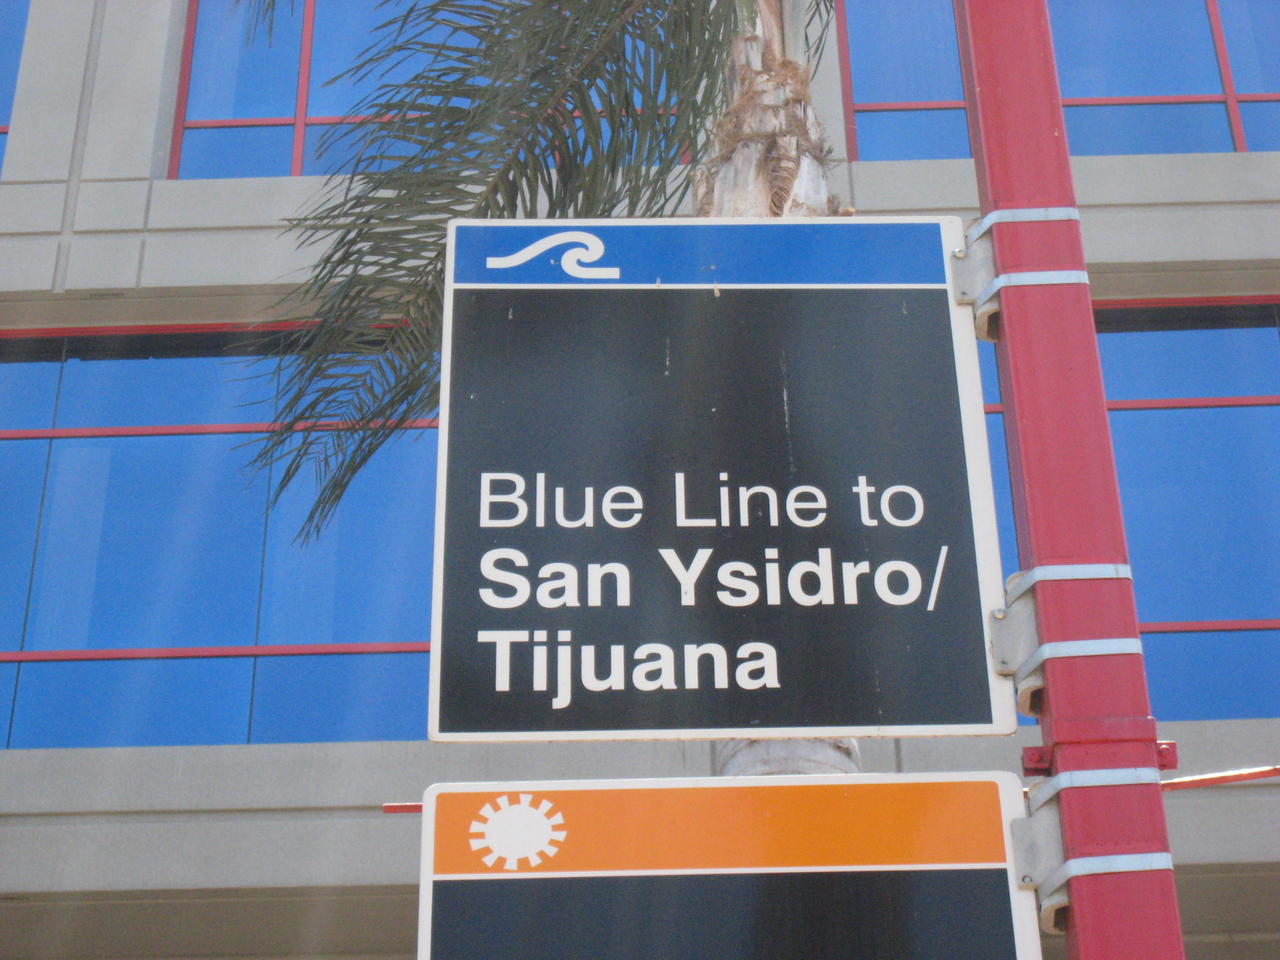 Blue Line to
San Ysidro/
Tijuana